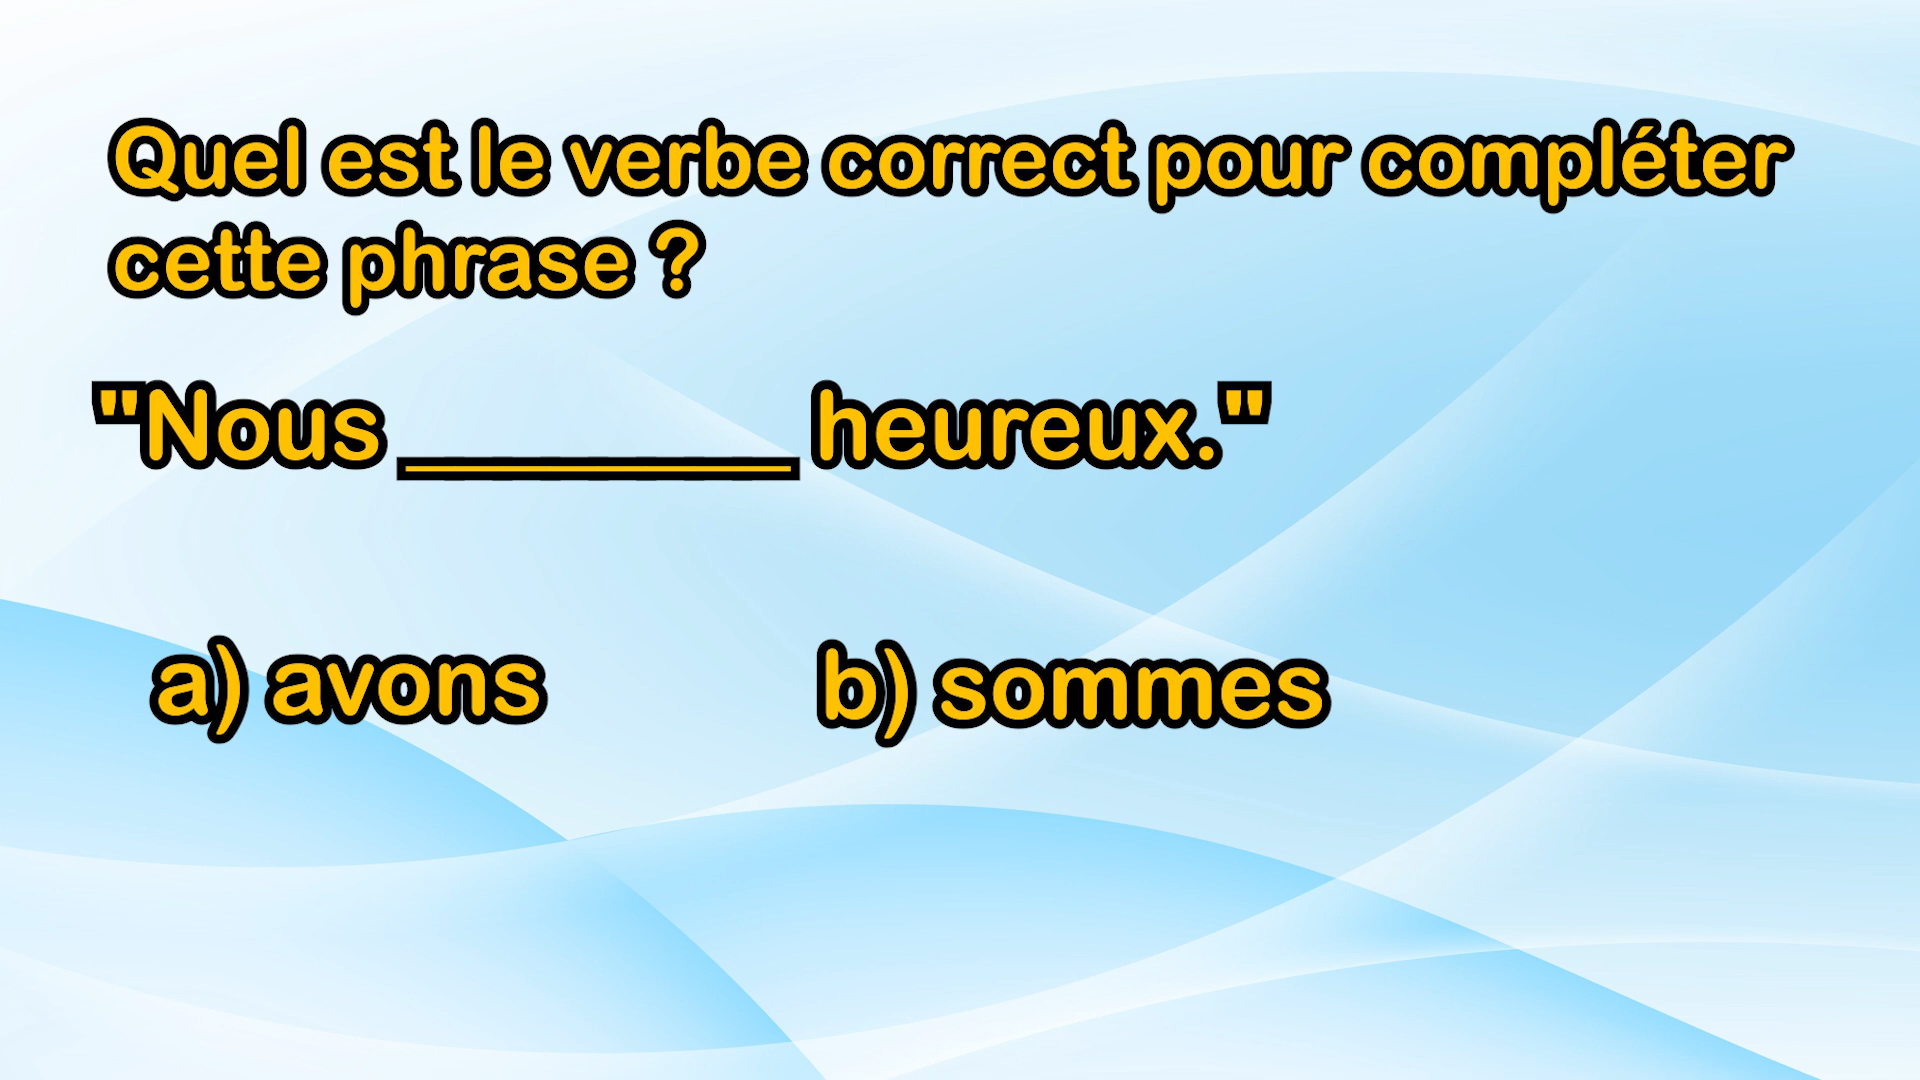 Quel est le verbe correct pour compléter
cette phrase ?
"Nous ________ heureux."
a) avons b) sommes